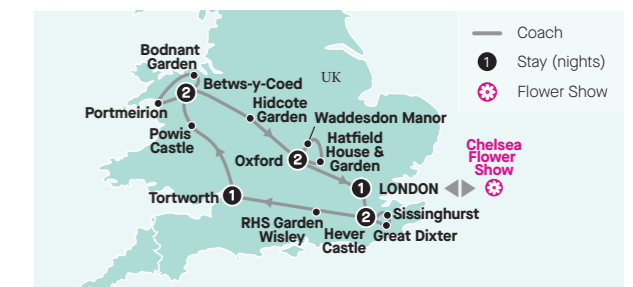 Coach
1 Stay (nights)
Flower Show
UK
Bodnant
Garden
2 Betws-y-Coed
Portmeirion
Powis
Castle
Hidcote
Garden
Waddesdon Manor
Hatfield
House &
Garden
Oxford 2
Chelsea
Flower
Show
1 LONDON
Tortworth 1
RHS Garden
Wisley
2
Hever
Castle
Sissinghurst
Great Dixter